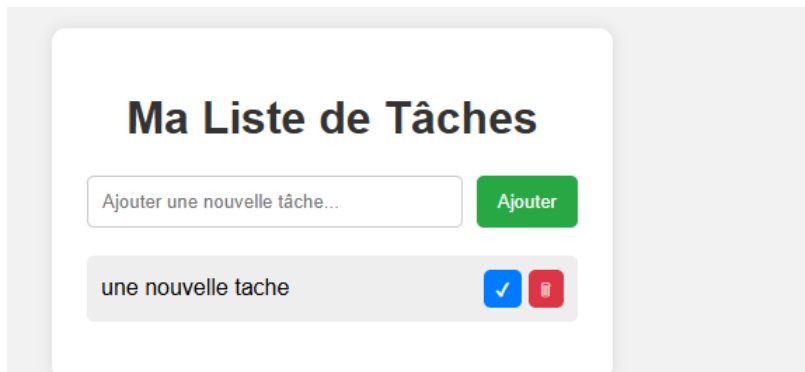 Ma Liste de Tâches
Ajouter une nouvelle tâche... Ajouter
une nouvelle tache